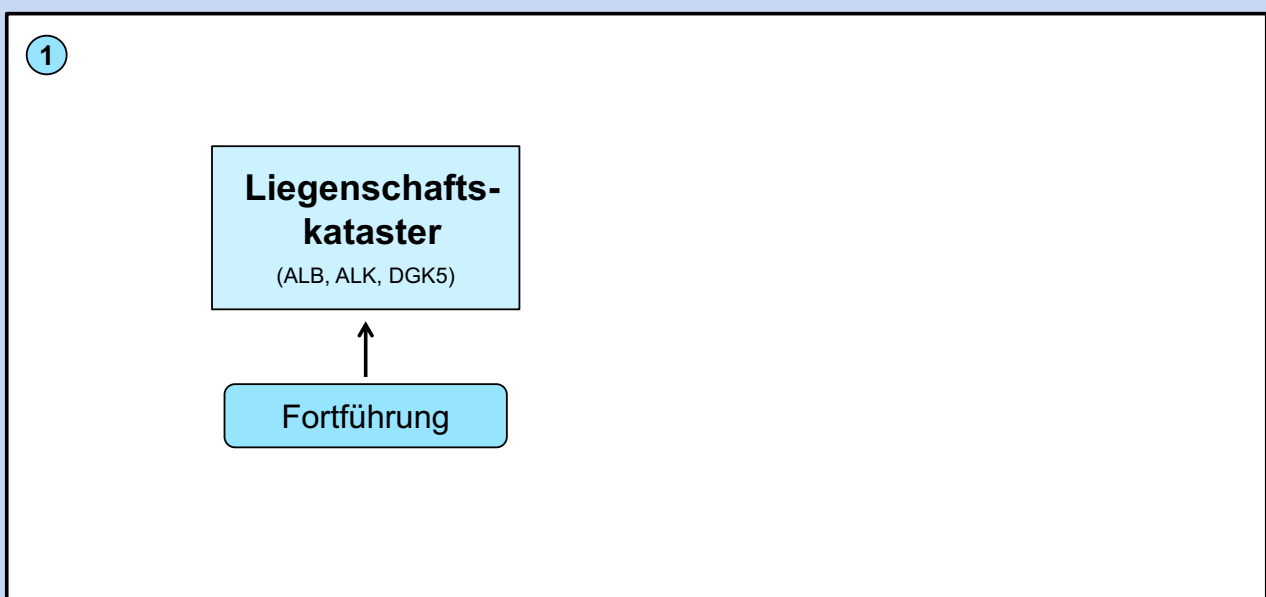 1
Liegenschafts-
kataster
(ALB, ALK, DGK5)
Fortführung